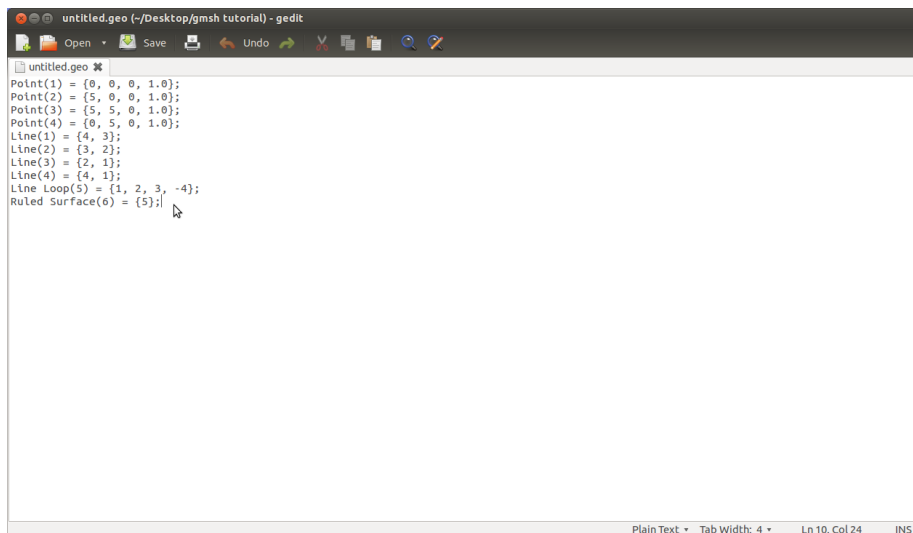 untitled.geo (~/Desktop/gmsh tutorial) - gedit
Open Save Undo
untitled.geo
Point(1) = {0, 0, 0, 1.0};
Point(2) = {5, 0, 0, 1.0};
Point(3) = {5, 5, 0, 1.0};
Point(4) = {0, 5, 0, 1.0};
Line(1) = {4, 3};
Line(2) = {3, 2};
Line(3) = {2, 1};
Line(4) = {4, 1};
Line Loop(5) = {1, 2, 3, -4};
Ruled Surface(6) = {5};
Plain Text Tab Width: 4 Ln 10, Col 24 INS